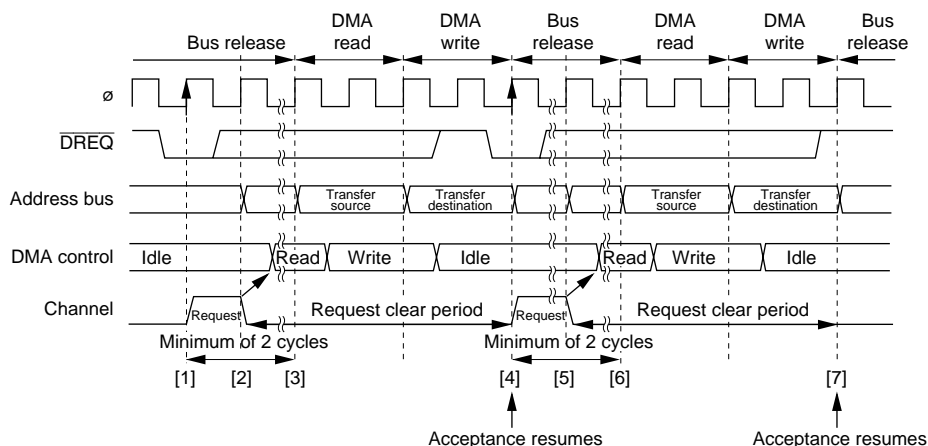 DMA DMA Bus DMA DMA Bus
Bus release read write release read write release
ø
DREQ
Address bus Transfer source Transfer destination Transfer source Transfer destination
DMA control Idle Read Write Idle Read Write Idle
Channel Request Request clear period Request Request clear period
Minimum of 2 cycles Minimum of 2 cycles
[1] [2] [3] [4] [5] [6] [7]
Acceptance resumes Acceptance resumes